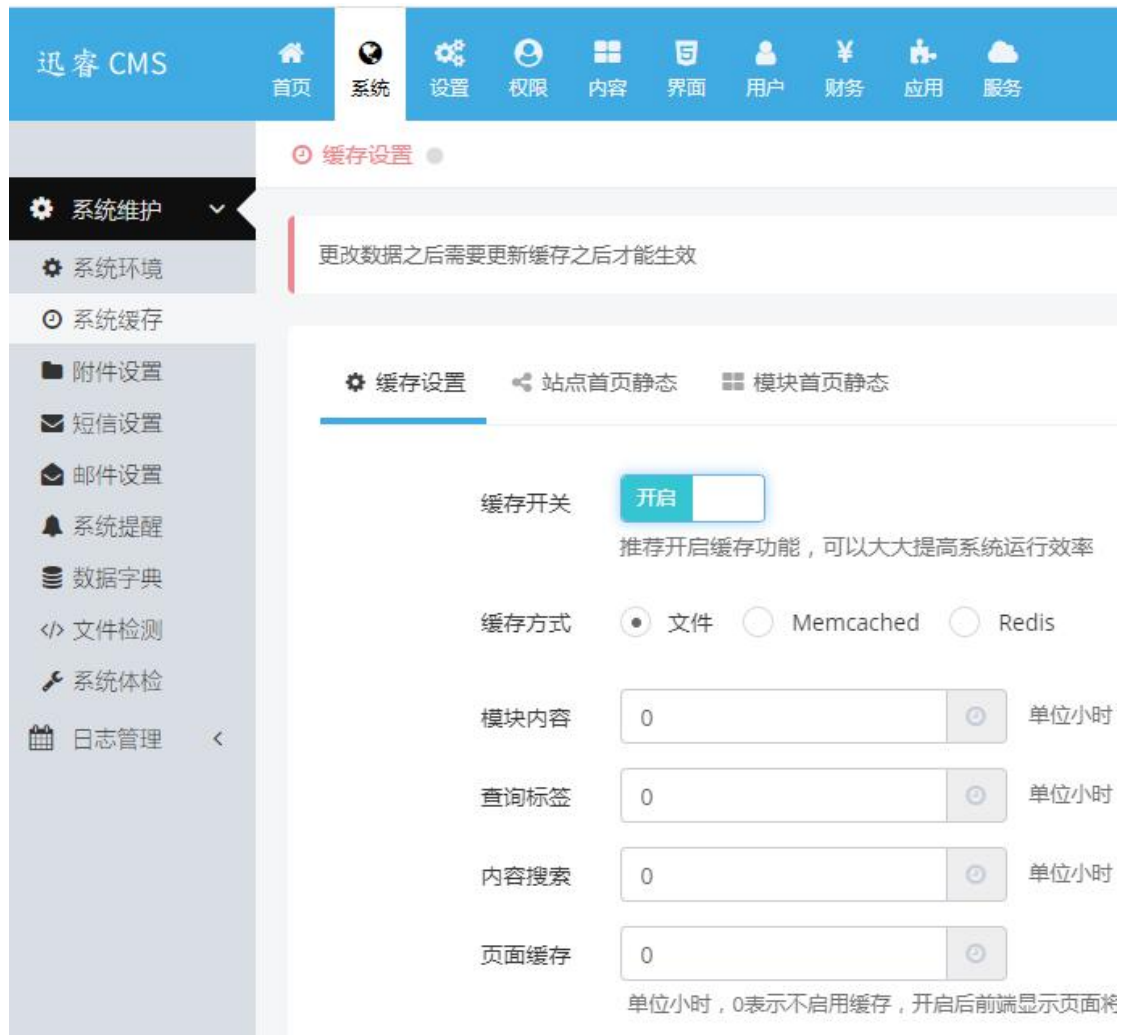 迅睿 CMS
首页 系统 设置 权限 内容 界面 用户 财务 应用 服务
缓存设置
系统维护
系统环境
系统缓存
附件设置
短信设置
邮件设置
系统提醒
数据字典
文件检测
系统体检
日志管理
更改数据之后需要更新缓存之后才能生效
缓存设置 站点首页静态 模块首页静态
缓存开关 开启
推荐开启缓存功能，可以大大提高系统运行效率
缓存方式 文件 Memcached Redis
模块内容 0 单位小时
查询标签 0 单位小时
内容搜索 0 单位小时
页面缓存 0
单位小时，0表示不启用缓存，开启后前端显示页面将